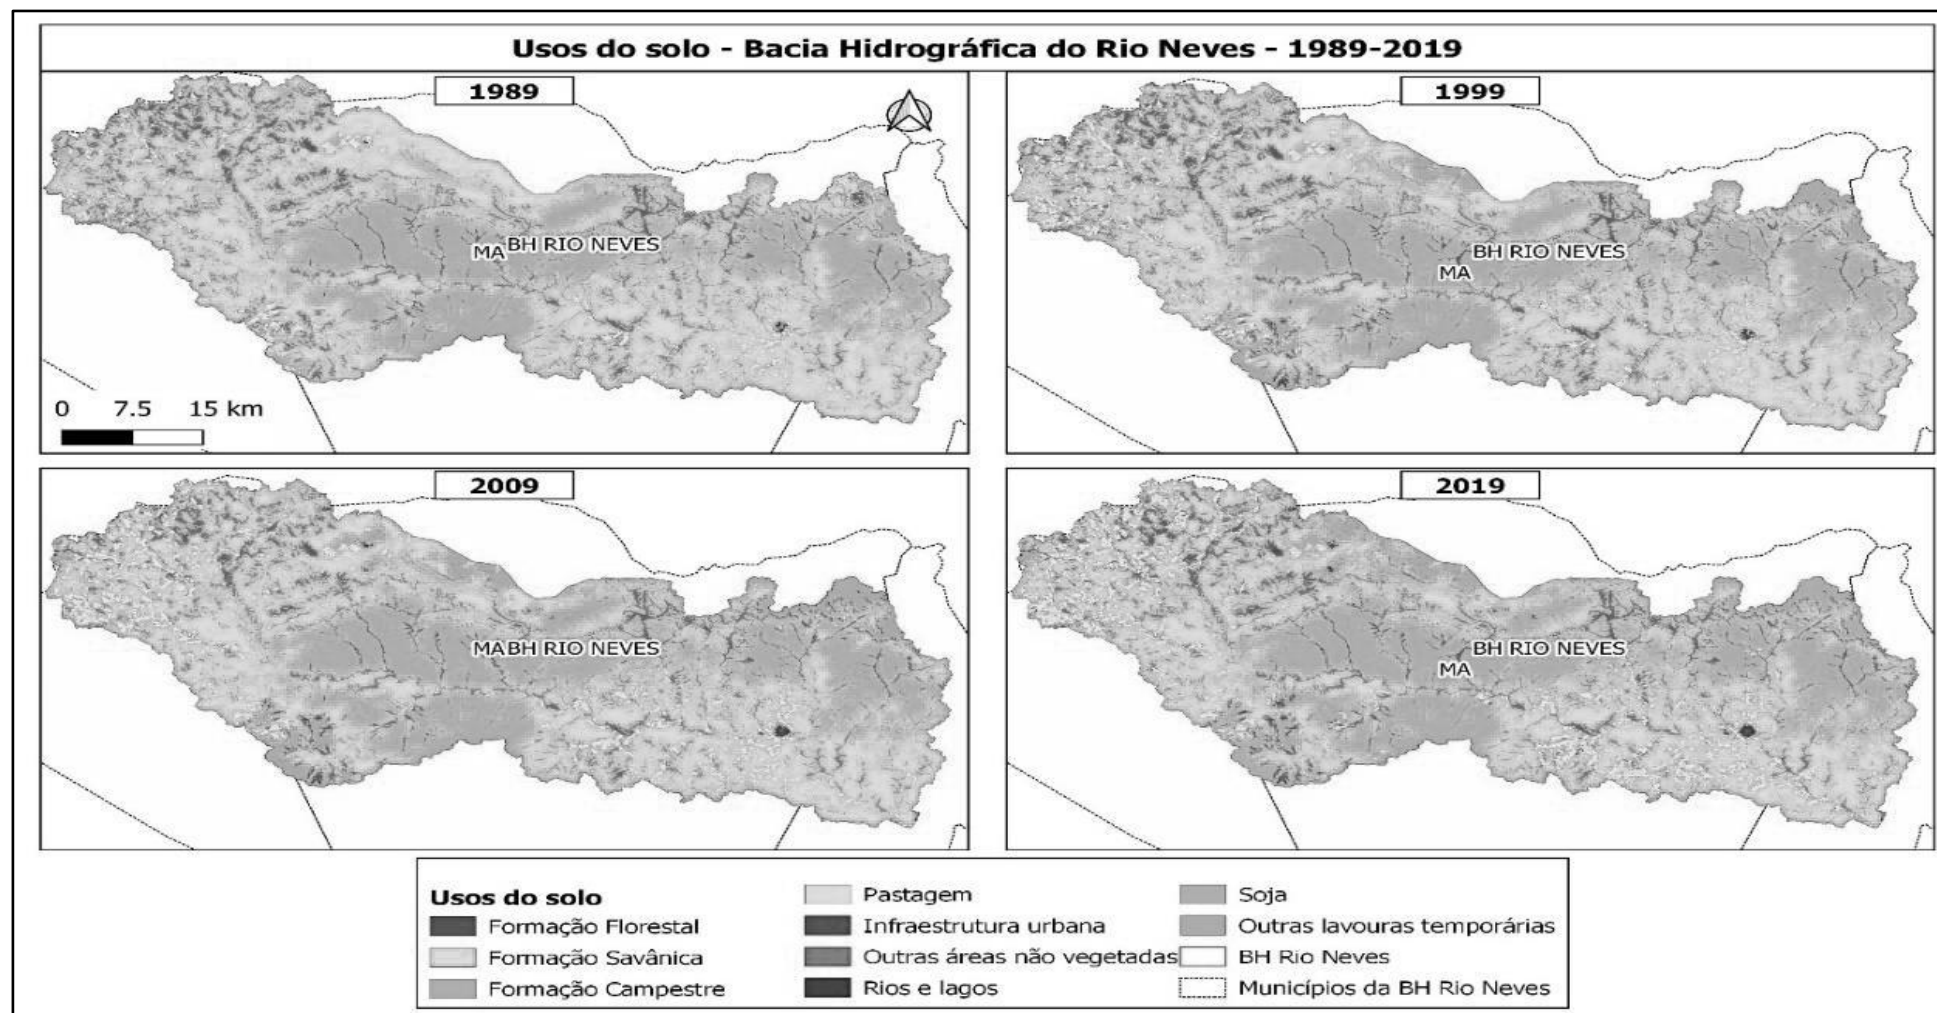 Usos do solo - Bacia Hidrográfica do Rio Neves - 1989-2019
1989
MA BH RIO NEVES
0 7.5 15 km
1999
BH RIO NEVES
MA
2009
MA BH RIO NEVES
2019
BH RIO NEVES
MA
Usos do solo
Formação Florestal
Formação Savânica
Formação Campestre
Pastagem
Infraestrutura urbana
Outras áreas não vegetadas
Rios e lagos
Soja
Outras lavouras temporárias
BH Rio Neves
Municípios da BH Rio Neves